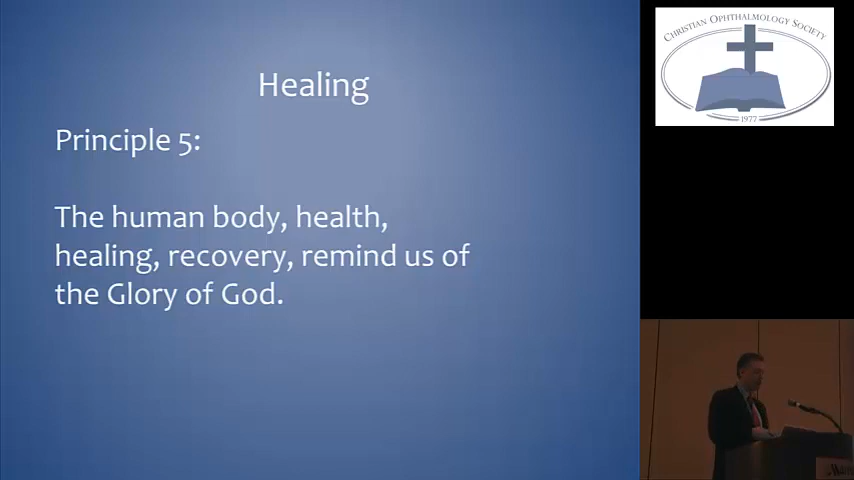 Healing
Principle 5:
The human body, health,
healing, recovery, remind us of
the Glory of God.
CHRISTIAN OPHTHALMOLOGY SOCIETY
1977